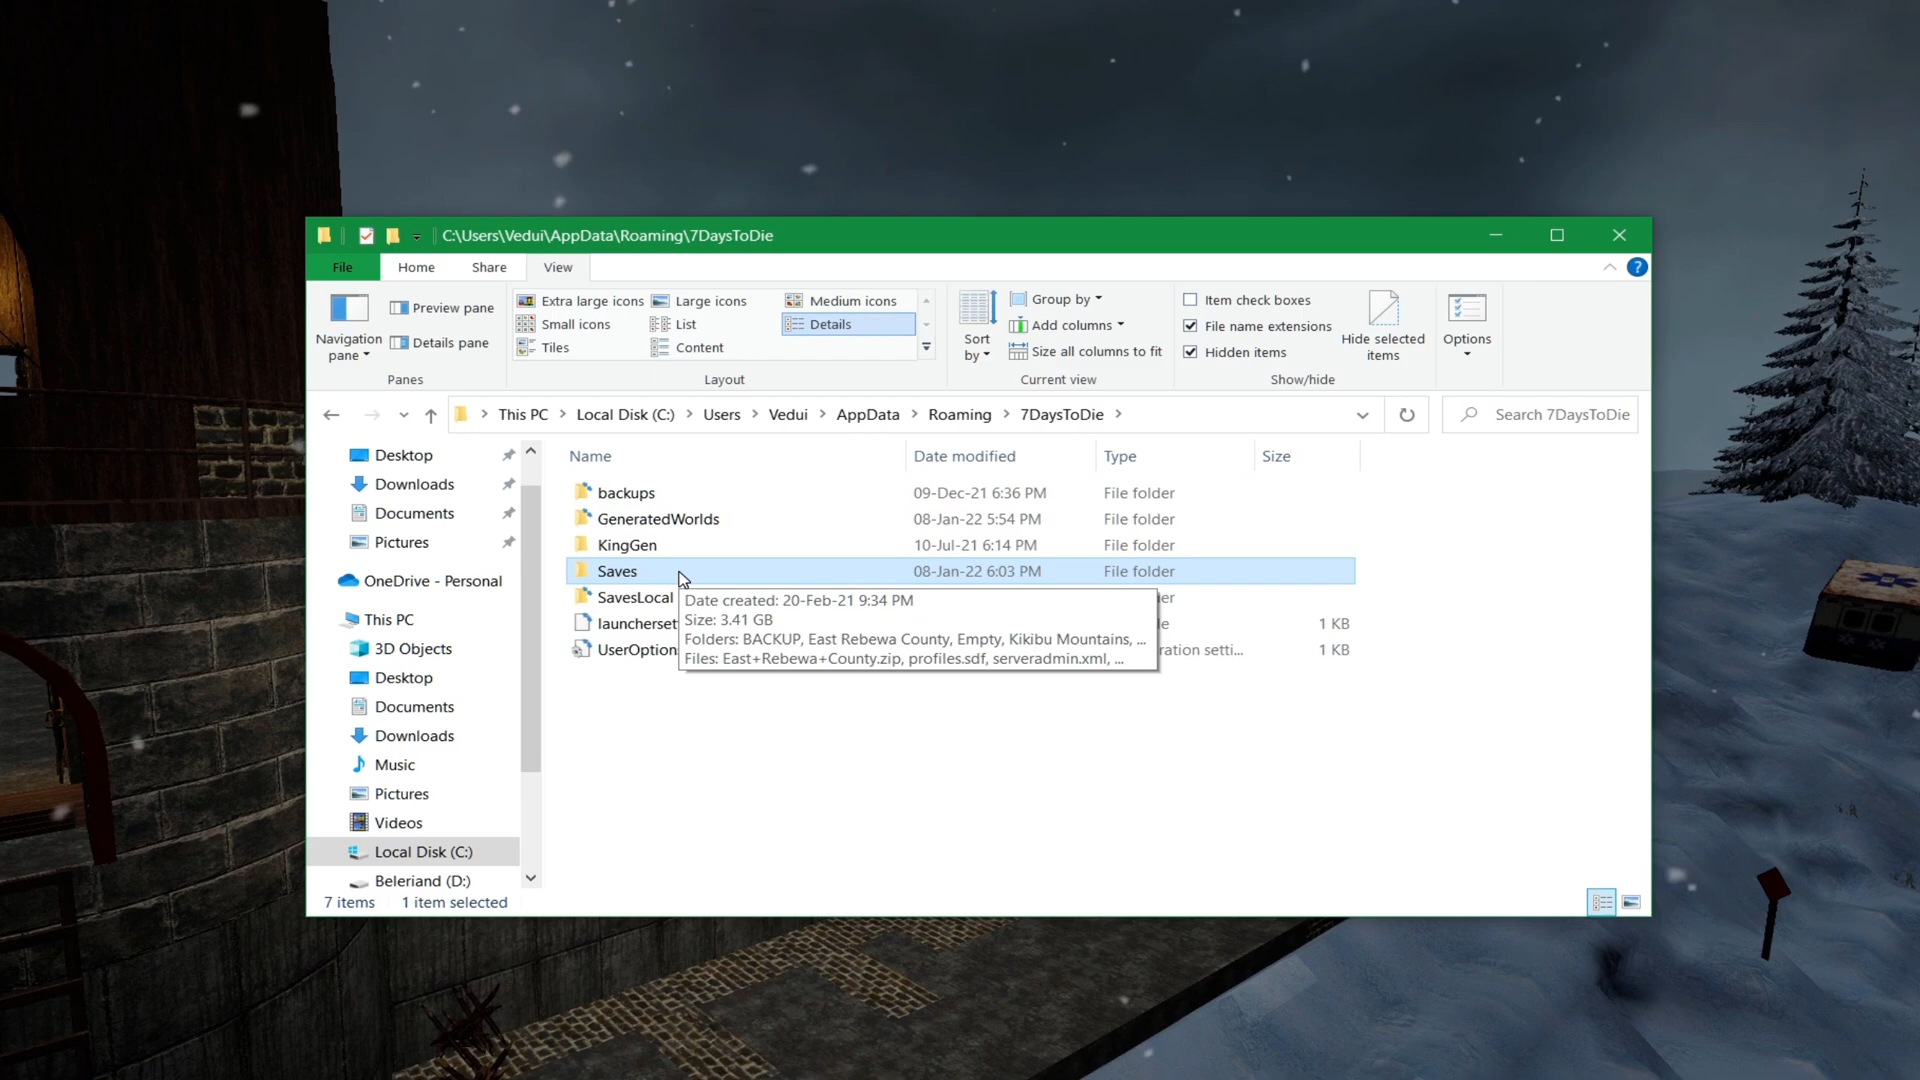 C:\Users\Vedui\AppData\Roaming\7DaysToDie
File Home Share View
Navigation pane
Preview pane
Details pane
Panes
Extra large icons Large icons Medium icons
Small icons List Details
Tiles Content
Layout
Sort by
Group by
Add columns
Size all columns to fit
Current view
Item check boxes
File name extensions
Hidden items
Hide selected items
Show/hide
Options
This PC > Local Disk (C:) > Users > Vedui > AppData > Roaming > 7DaysToDie >
Search 7DaysToDie
Desktop
Downloads
Documents
Pictures
OneDrive - Personal
This PC
3D Objects
Desktop
Documents
Downloads
Music
Pictures
Videos
Local Disk (C:)
Beleriand (D:)
Name Date modified Type Size
backups 09-Dec-21 6:36 PM File folder
GeneratedWorlds 08-Jan-22 5:54 PM File folder
KingGen 10-Jul-21 6:14 PM File folder
Saves 08-Jan-22 6:03 PM File folder
SavesLocal
launcherset 1 KB
UserOption ration setti... 1 KB
Date created: 20-Feb-21 9:34 PM
Size: 3.41 GB
Folders: BACKUP, East Rebewa County, Empty, Kikibu Mountains, ...
Files: East+Rebewa+County.zip, profiles.sdf, serveradmin.xml, ...
7 items 1 item selected